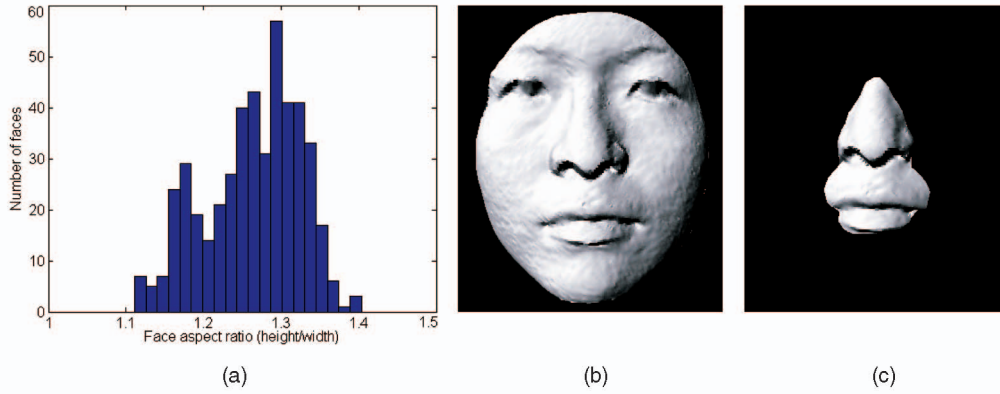 60
50
40
30
20
10
0
Number of faces
1 1.1 1.2 1.3 1.4 1.5
Face aspect ratio (height/width)
(a) (b) (c)